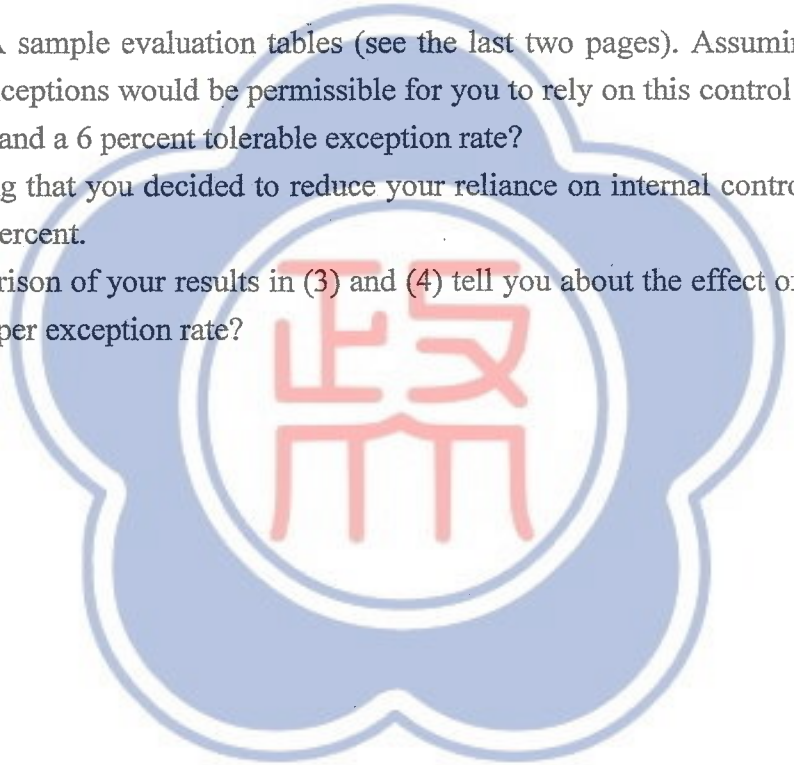 sample evaluation tables (see the last two pages).
ceptions would be permissible for you to rely on this control
and a 6 percent tolerable exception rate?
g that you decided to reduce your reliance on internal contro
ercent.
rison of your results in (3) and (4) tell you about the effect o
per exception rate?
政
大